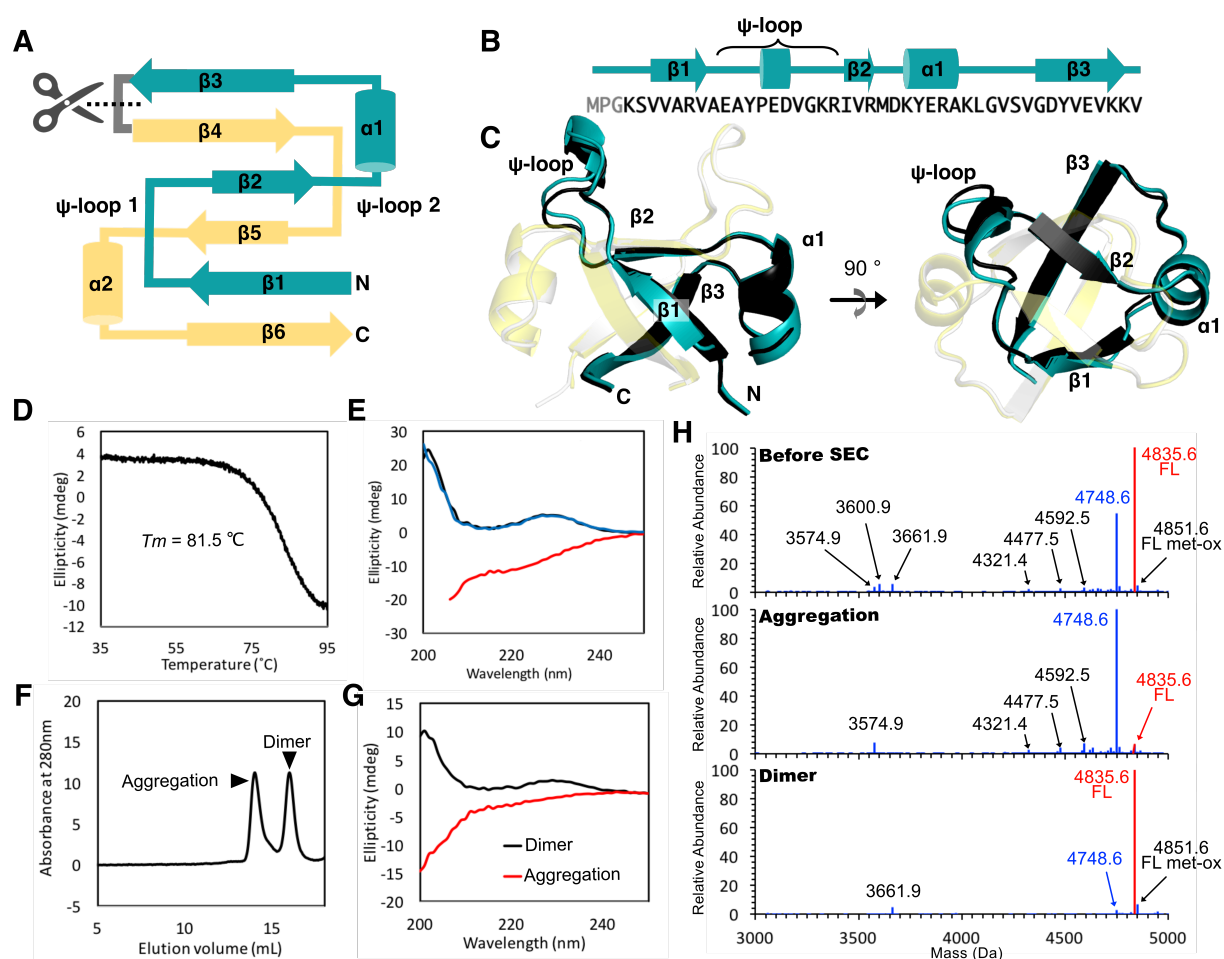 A
β3
β4
α1
β2
ψ-loop 1
ψ-loop 2
β5
α2
β1
N
β6
C
B
ψ-loop
β1
β2
α1
β3
MPGKSVVARVAEAYPEDVGKRIVRMDKYERAKLGVSVGDYVEVKKV
C
ψ-loop
β2
α1
β3
β1
C
N
90 °
ψ-loop
β3
β2
α1
β1
D
6
4
2
0
-2
-4
-6
-8
-10
-12
Ellipticity (mdeg)
Tm = 81.5 ℃
35
55
75
95
Temperature (˚C)
E
30
20
10
0
-10
-20
-30
Ellipticity (mdeg)
200
220
240
Wavelength (nm)
F
20
15
10
5
0
-5
Absorbance at 280nm
Dimer
Aggregation
5
10
15
Elution volume (mL)
G
15
10
5
0
-5
-10
-15
-20
Ellipticity (mdeg)
Dimer
Aggregation
200
220
240
Wavelength (nm)
H
Before SEC
100
80
60
40
20
0
Relative Abundance
3574.9
3600.9
3661.9
4321.4
4477.5
4592.5
4748.6
4835.6
FL
4851.6
FL met-ox
Aggregation
100
80
60
40
20
0
Relative Abundance
3574.9
4321.4
4477.5
4592.5
4748.6
4835.6
FL
Dimer
100
80
60
40
20
0
Relative Abundance
3661.9
4748.6
4835.6
FL
4851.6
FL met-ox
3000
3500
4000
4500
5000
Mass (Da)